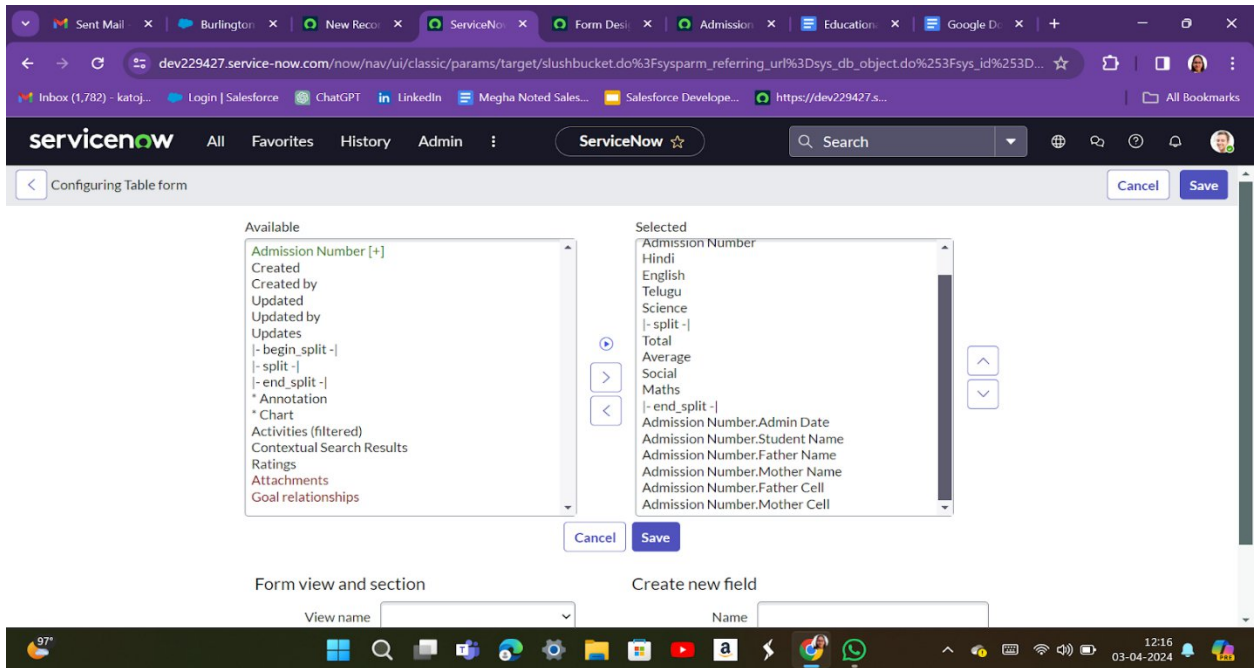 Sent Mail
Burlington
New Recor
ServiceNov
Form Desi
Admission
Educationa
Google Do
dev229427.service-now.com/now/nav/ui/classic/params/target/slushbucket.do%3Fsysparm_referring_url%3Dsys_db_object.do%253Fsys_id%253D...
Inbox (1,782) - katoj...
Login | Salesforce
ChatGPT
LinkedIn
Megha Noted Sales...
Salesforce Develope...
https://dev229427.s...
All Bookmarks
servicenow All Favorites History Admin ServiceNow Search
Configuring Table form
Cancel Save
Available
Admission Number [+]
Created
Created by
Updated
Updated by
Updates
|- begin_split -|
|- split -|
|- end_split -|
* Annotation
* Chart
Activities (filtered)
Contextual Search Results
Ratings
Attachments
Goal relationships
Selected
Admission Number
Hindi
English
Telugu
Science
|- split -|
Total
Average
Social
Maths
|- end_split -|
Admission Number.Admin Date
Admission Number.Student Name
Admission Number.Father Name
Admission Number.Mother Name
Admission Number.Father Cell
Admission Number.Mother Cell
Cancel Save
Form view and section
View name
Create new field
Name
97°
12:16
03-04-2024